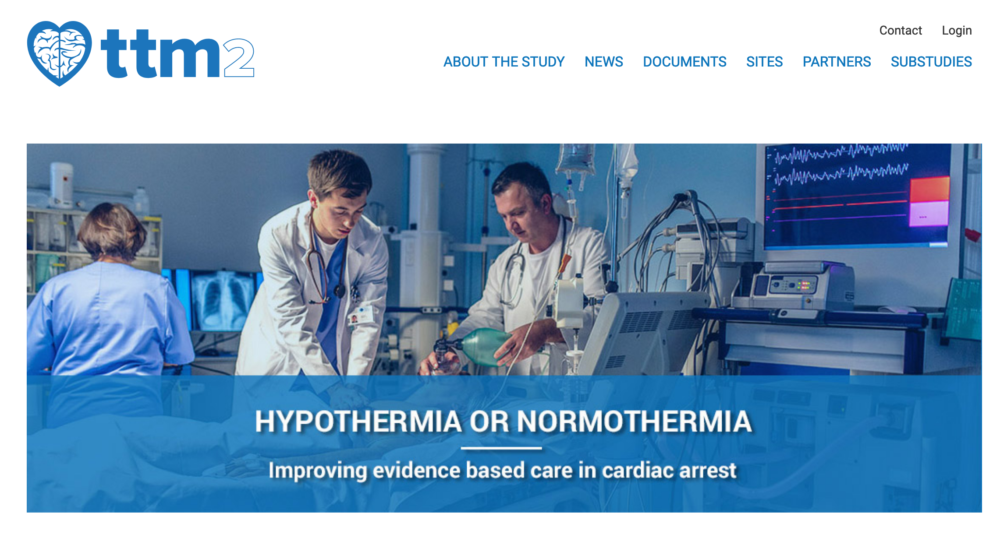 ttm2
Contact Login
ABOUT THE STUDY NEWS DOCUMENTS SITES PARTNERS SUBSTUDIES
HYPOTHERMIA OR NORMOTHERMIA
Improving evidence based care in cardiac arrest